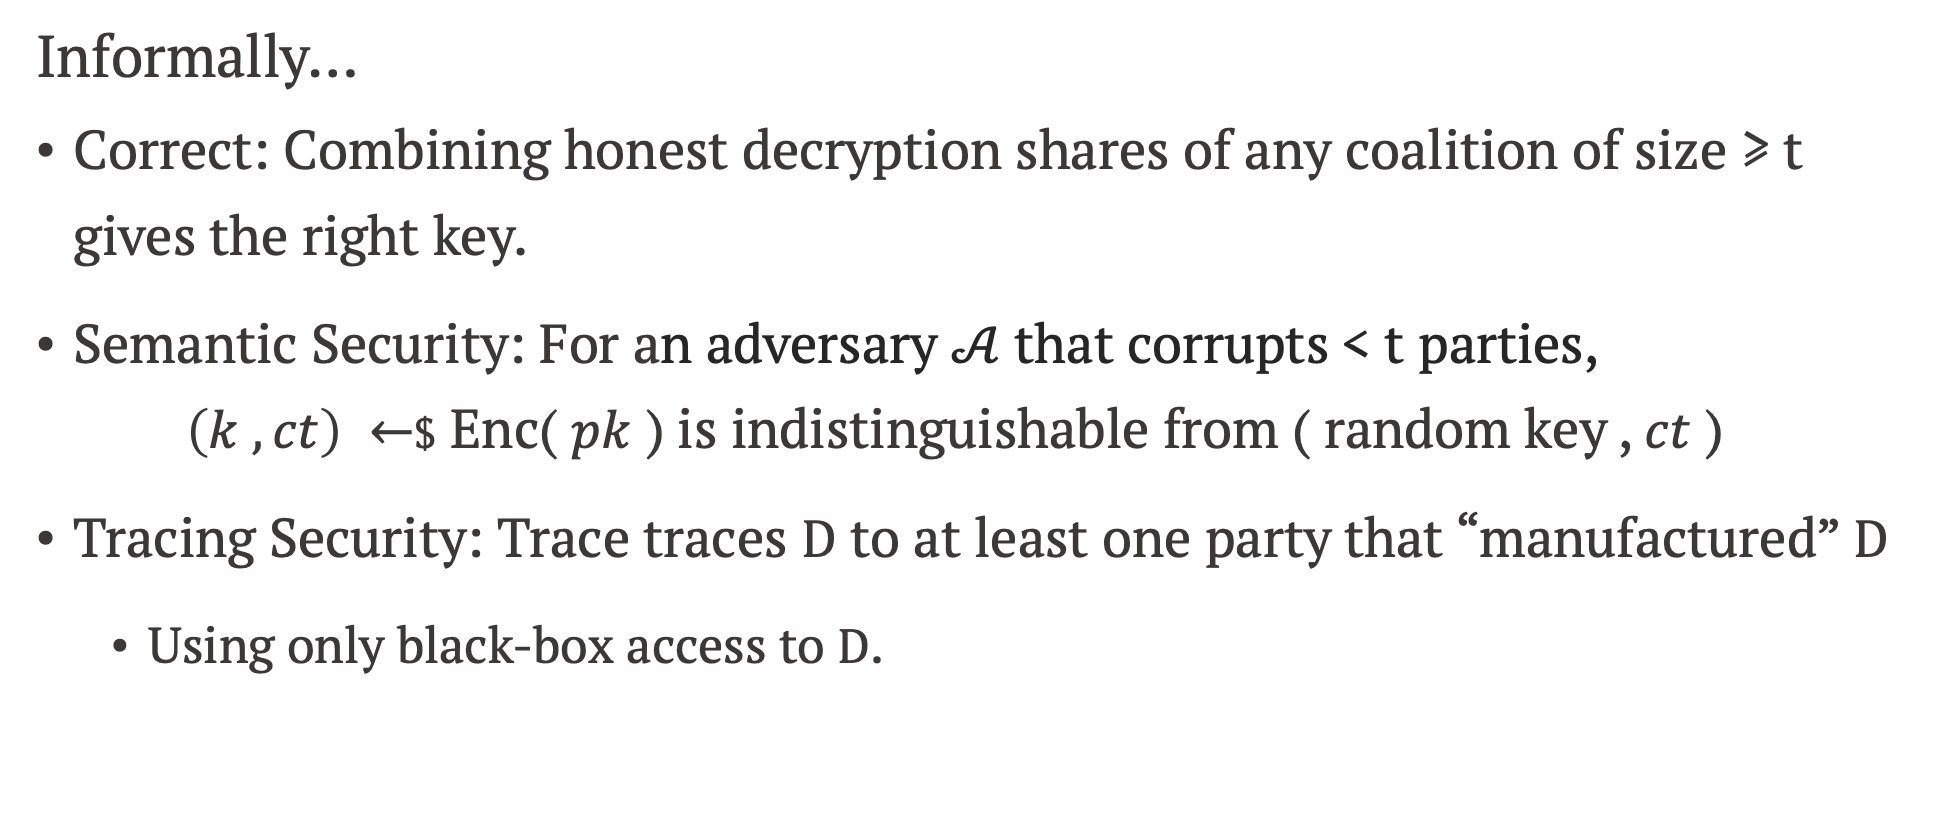 Informally…
• Correct: Combining honest decryption shares of any coalition of size ⩾ t
gives the right key.
• Semantic Security: For an adversary 𝒜 that corrupts < t parties,
(k , ct) ←$ Enc( pk ) is indistinguishable from ( random key , ct )
• Tracing Security: Trace traces D to at least one party that “manufactured” D
• Using only black-box access to D.